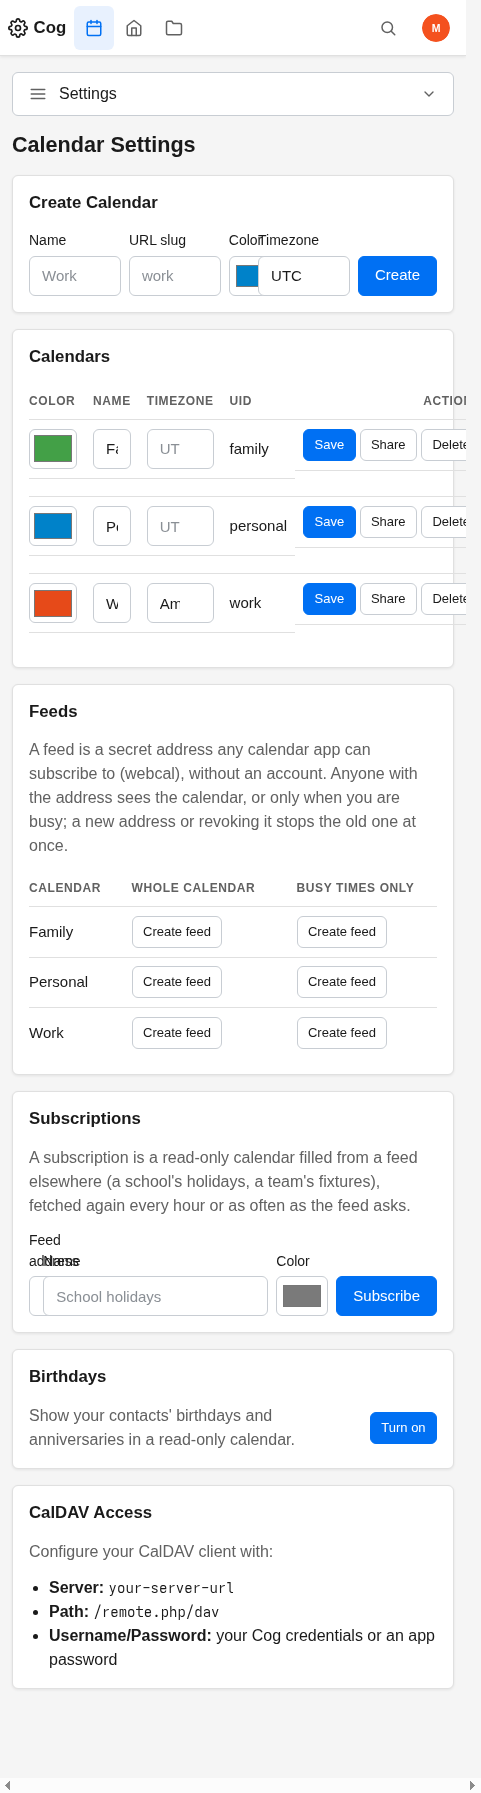 Cog
M
Settings
Calendar Settings
Create Calendar
Name URL slug Color Timezone
Work work UTC Create
Calendars
COLOR NAME TIMEZONE UID
family Save Share Delete
personal Save Share Delete
work Save Share Delete
Feeds
A feed is a secret address any calendar app can
subscribe to (webcal), without an account. Anyone with
the address sees the calendar, or only when you are
busy; a new address or revoking it stops the old one at
once.
CALENDAR WHOLE CALENDAR BUSY TIMES ONLY
Family Create feed Create feed
Personal Create feed Create feed
Work Create feed Create feed
Subscriptions
A subscription is a read-only calendar filled from a feed
elsewhere (a school's holidays, a team's fixtures),
fetched again every hour or as often as the feed asks.
Feed
address Name Color
School holidays Subscribe
Birthdays
Show your contacts' birthdays and
anniversaries in a read-only calendar.
Turn on
CalDAV Access
Configure your CalDAV client with:
Server: your-server-url
Path: /remote.php/dav
Username/Password: your Cog credentials or an app
password